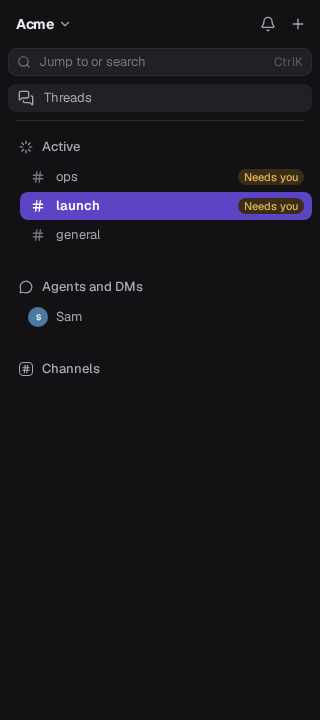 Acme
Jump to or search CtrlK
Threads
Active
ops Needs you
launch Needs you
general
Agents and DMs
S Sam
Channels